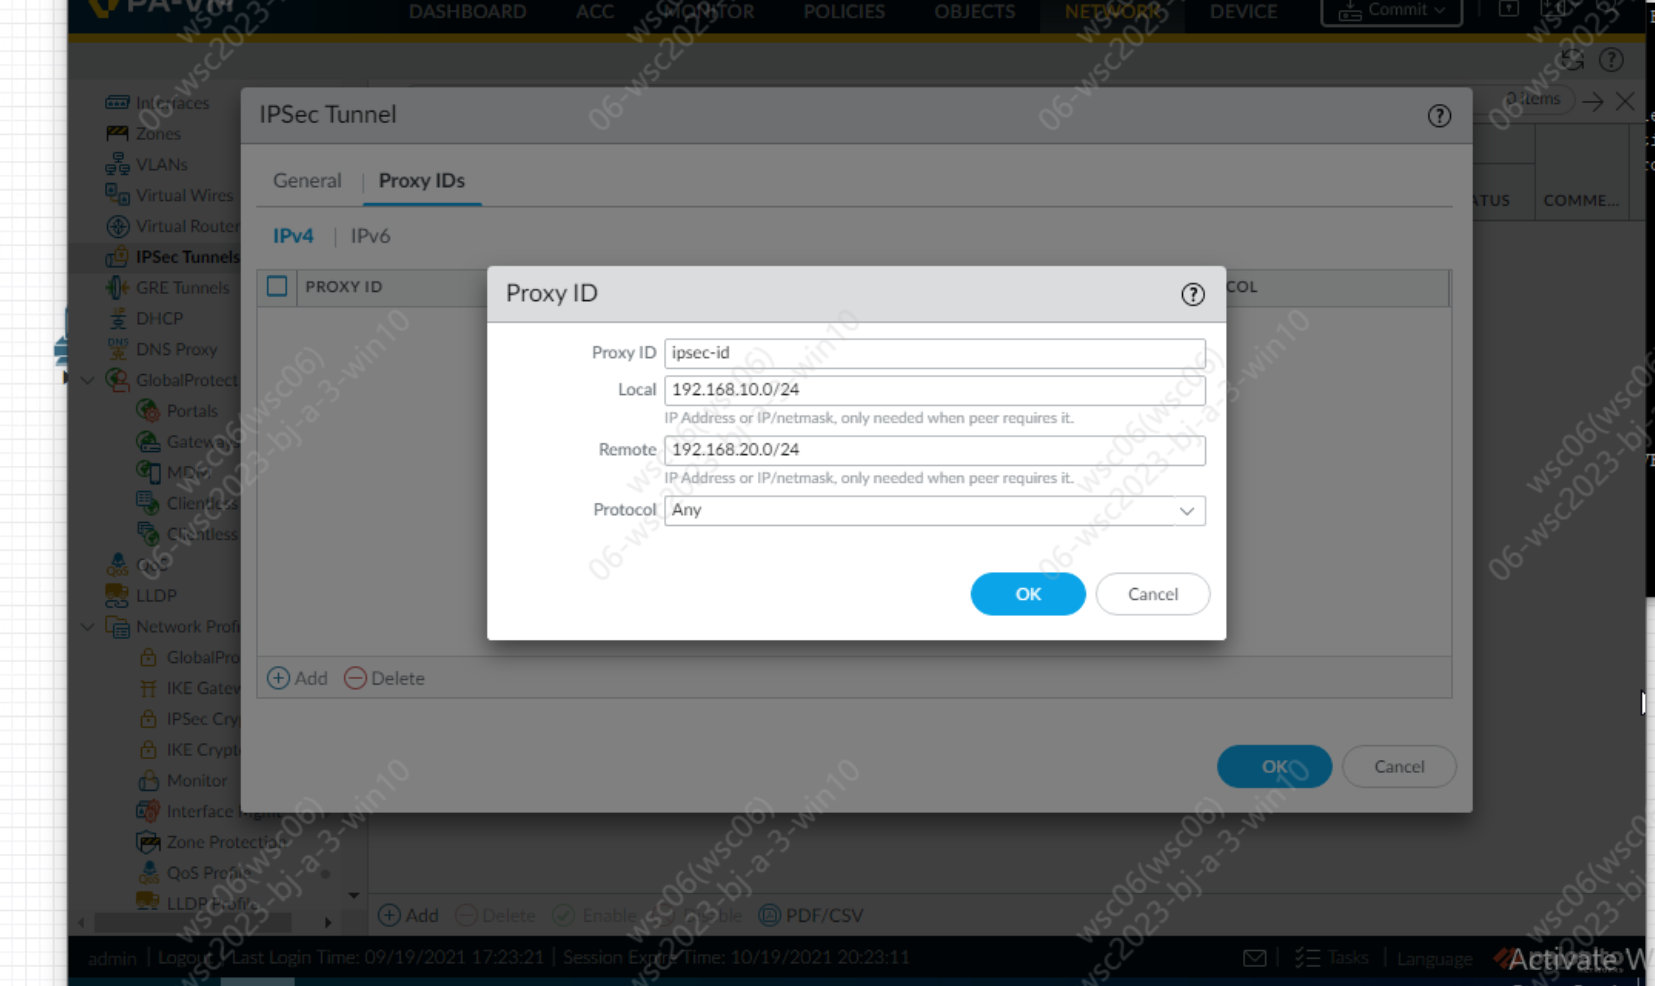 PA-VM
DASHBOARD
ACC
MONITOR
POLICIES
OBJECTS
NETWORK
DEVICE
Commit
Interfaces
Zones
VLANs
Virtual Wires
Virtual Router
IPSec Tunnels
GRE Tunnels
DHCP
DNS Proxy
GlobalProtect
Portals
Gateways
MDM
Clientless
Clientless
QoS
LLDP
Network Profi
GlobalPro
IKE Gatew
IPSec Cry
IKE Crypt
Monitor
Interface Mgmt
Zone Protection
QoS Profile
LLDP Profile
0 items
ATUS
COMME...
IPSec Tunnel
General
Proxy IDs
IPv4
IPv6
PROXY ID
COL
Proxy ID
Proxy ID ipsec-id
Local 192.168.10.0/24
IP Address or IP/netmask, only needed when peer requires it.
Remote 192.168.20.0/24
IP Address or IP/netmask, only needed when peer requires it.
Protocol Any
OK
Cancel
Add
Delete
OK
Cancel
Add
Delete
Enable
Disable
PDF/CSV
admin | Logout | Last Login Time: 09/19/2021 17:23:21 | Session Expire Time: 10/19/2021 20:23:11
Tasks | Language
Activate W
06-wsc2023-bj-a-3-win10
wsc06(wsc06)